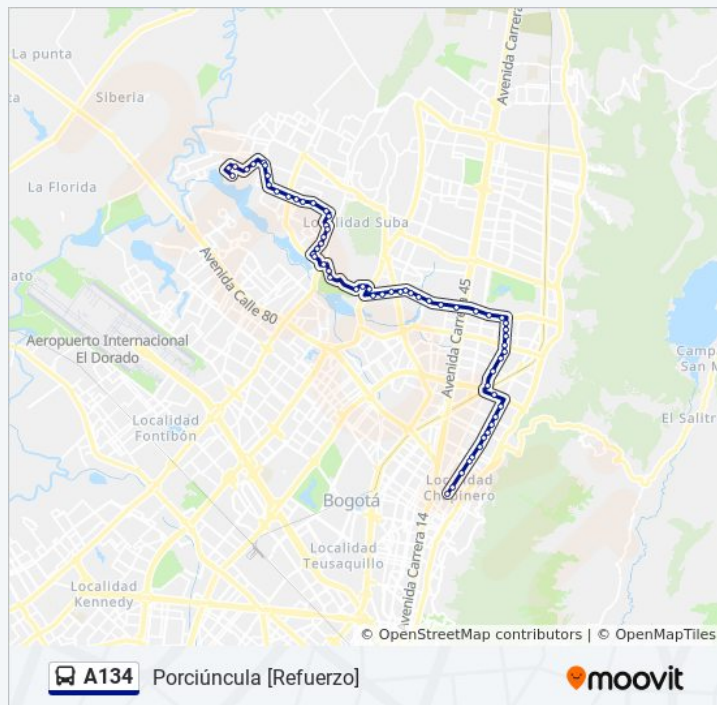 La punta
Siberia
Avenida Carrera
La Florida
Localidad Suba
Avenida Calle 80
Avenida Carrera 45
Aeropuerto Internacional
El Dorado
Camp
San M
El Salitr
Localidad
Fontibón
Localidad
Chapinero
Bogotá
Localidad
Teusaquillo
Avenida Carrera 14
Localidad
Kennedy
© OpenStreetMap contributors | © OpenMapTiles
A134 Porciúncula [Refuerzo]
moovit